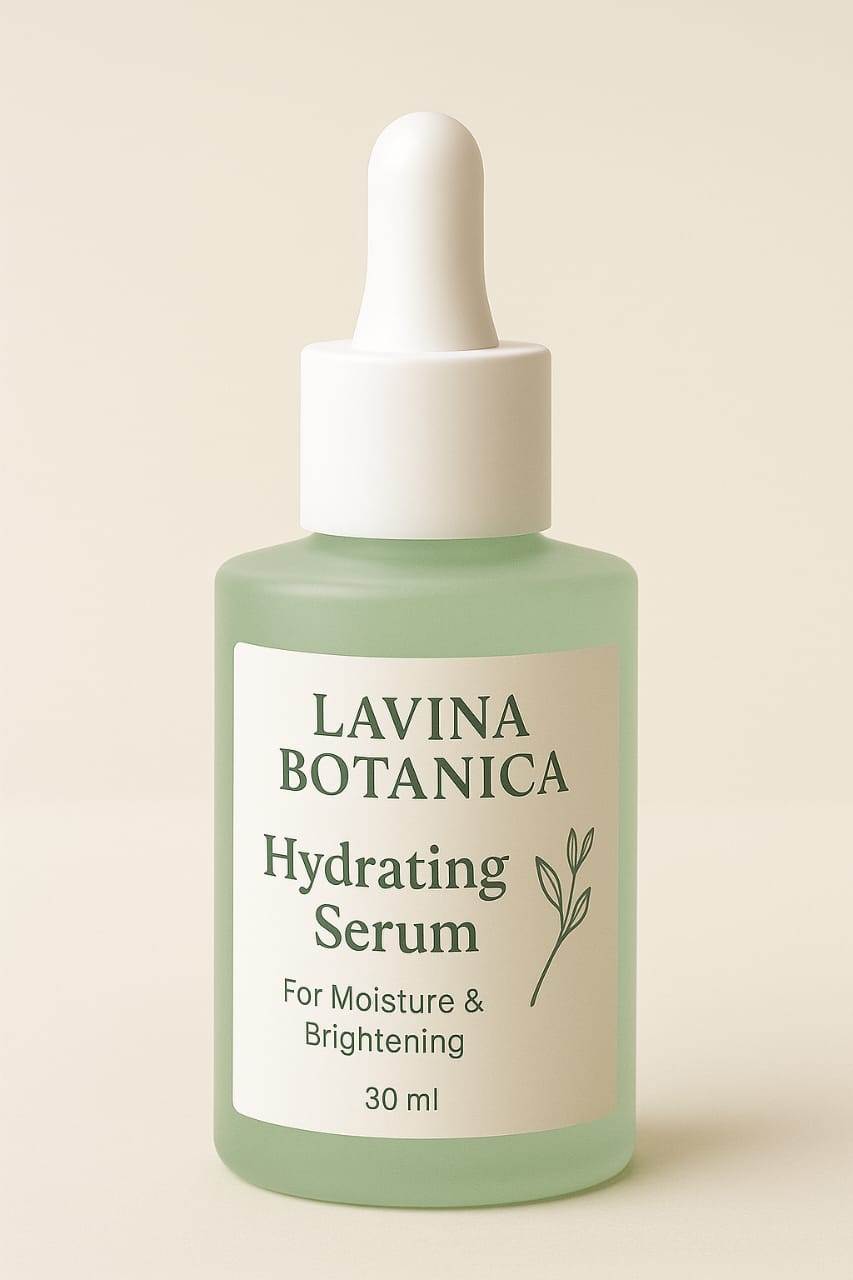 LAVINA
BOTANICA
Hydrating
Serum
For Moisture &
Brightening
30 ml